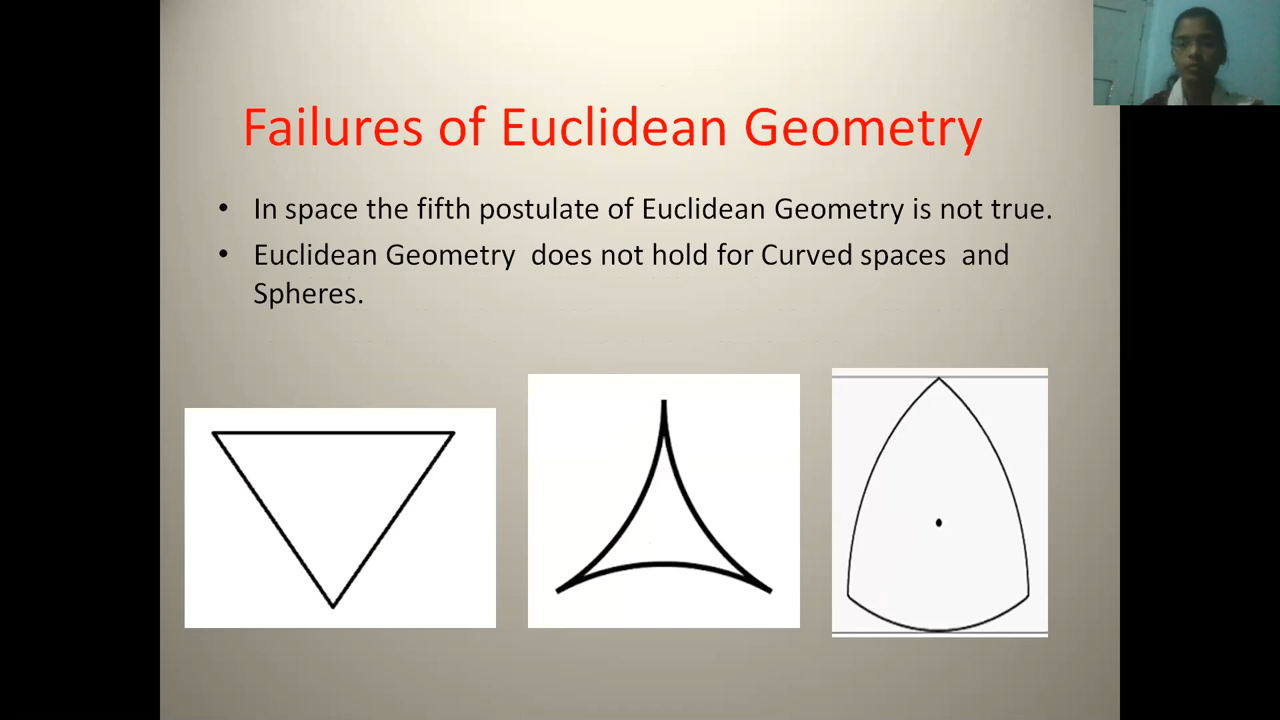 Failures of Euclidean Geometry
• In space the fifth postulate of Euclidean Geometry is not true.
• Euclidean Geometry does not hold for Curved spaces and
Spheres.